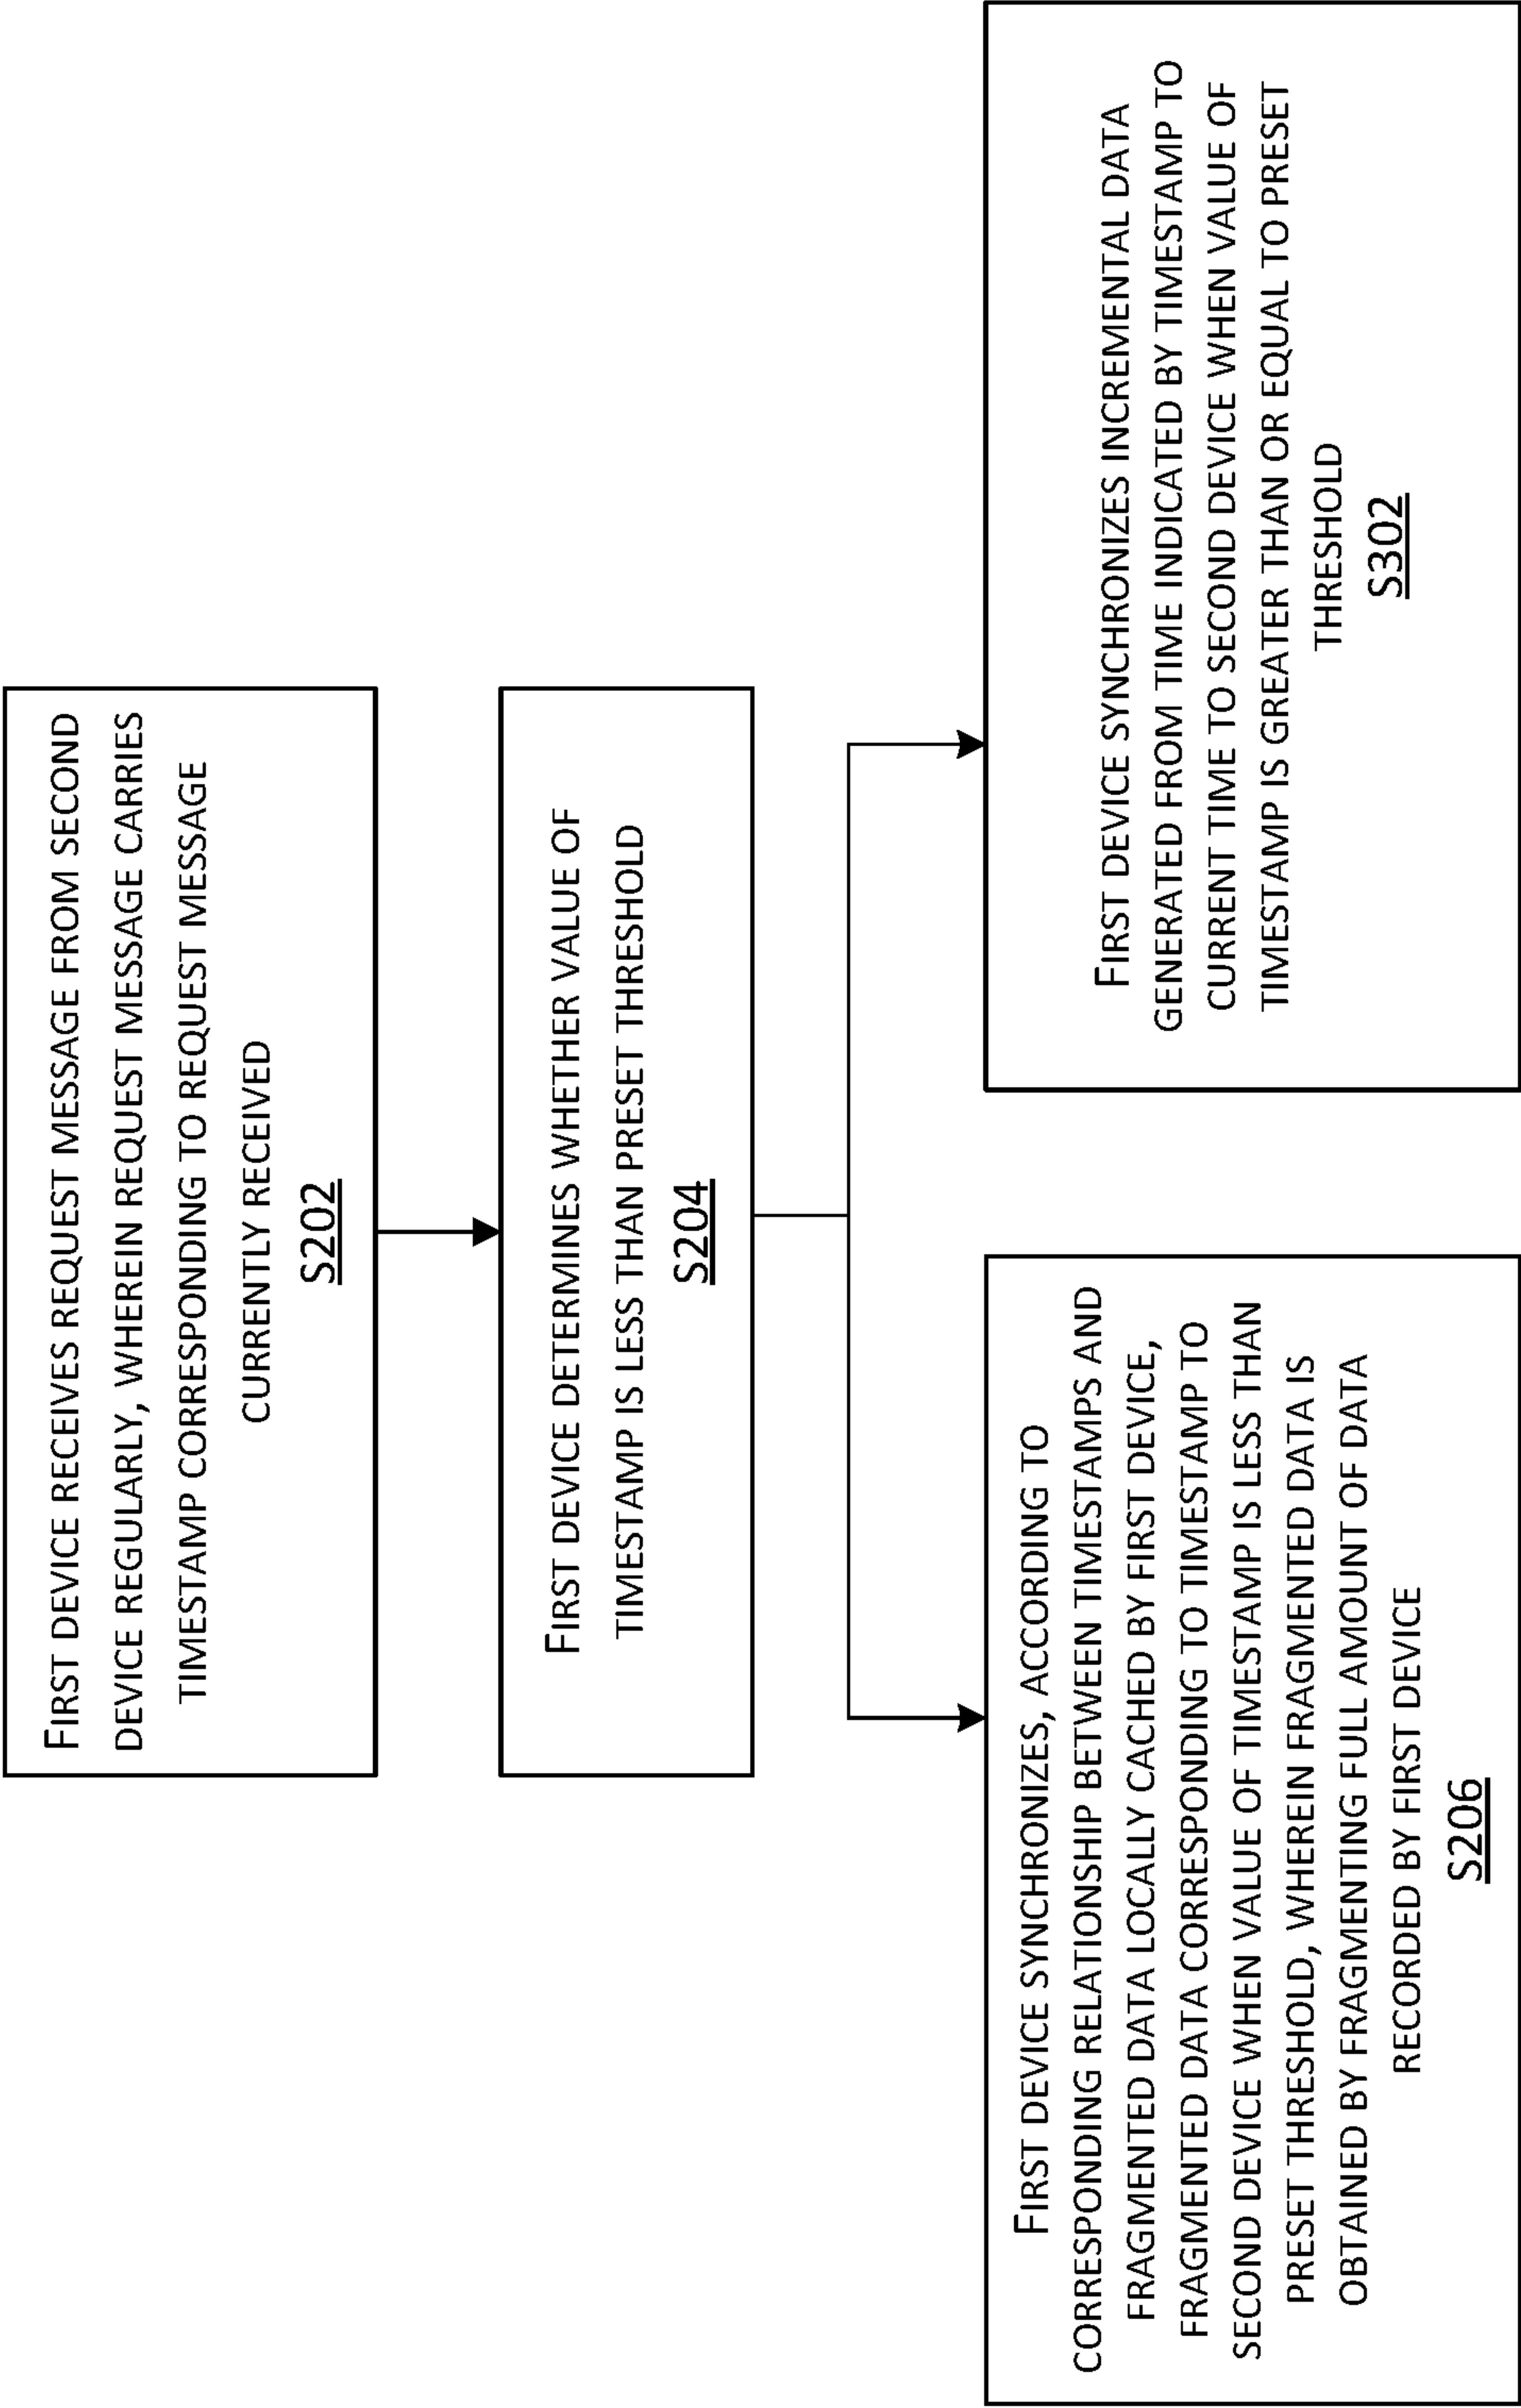 FIRST DEVICE RECEIVES REQUEST MESSAGE FROM SECOND
DEVICE REGULARLY, WHEREIN REQUEST MESSAGE CARRIES
TIMESTAMP CORRESPONDING TO REQUEST MESSAGE
CURRENTLY RECEIVED
S202
FIRST DEVICE DETERMINES WHETHER VALUE OF
TIMESTAMP IS LESS THAN PRESET THRESHOLD
S204
FIRST DEVICE SYNCHRONIZES, ACCORDING TO
CORRESPONDING RELATIONSHIP BETWEEN TIMESTAMPS AND
FRAGMENTED DATA LOCALLY CACHED BY FIRST DEVICE,
FRAGMENTED DATA CORRESPONDING TO TIMESTAMP TO
SECOND DEVICE WHEN VALUE OF TIMESTAMP IS LESS THAN
PRESET THRESHOLD, WHEREIN FRAGMENTED DATA IS
OBTAINED BY FRAGMENTING FULL AMOUNT OF DATA
RECORDED BY FIRST DEVICE
S206
FIRST DEVICE SYNCHRONIZES INCREMENTAL DATA
GENERATED FROM TIME INDICATED BY TIMESTAMP TO
CURRENT TIME TO SECOND DEVICE WHEN VALUE OF
TIMESTAMP IS GREATER THAN OR EQUAL TO PRESET
THRESHOLD
S302